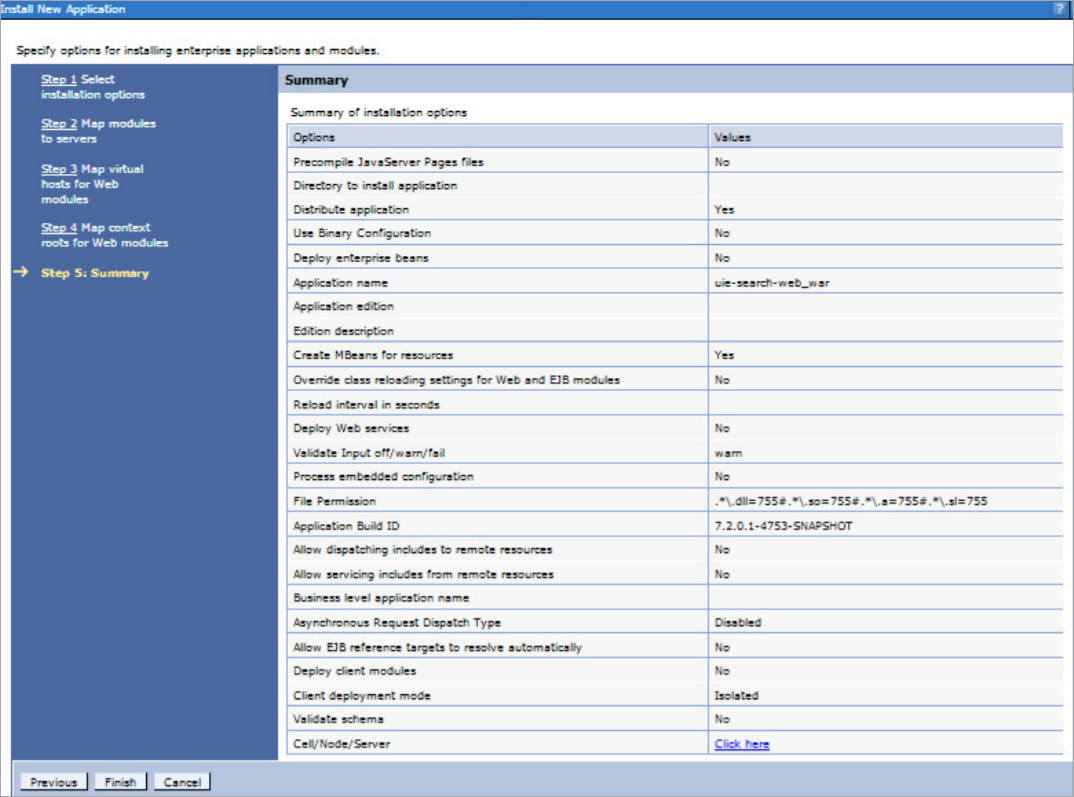 Install New Application
?
Specify options for installing enterprise applications and modules.
Step 1 Select
installation options
Step 2 Map modules
to servers
Step 3 Map virtual
hosts for Web
modules
Step 4 Map context
roots for Web modules
Step 5: Summary
Summary
Summary of installation options
Options Values
Precompile JavaServer Pages files No
Directory to install application
Distribute application Yes
Use Binary Configuration No
Deploy enterprise beans No
Application name uie-search-web_war
Application edition
Edition description
Create MBeans for resources Yes
Override class reloading settings for Web and EJB modules No
Reload interval in seconds
Deploy Web services No
Validate Input off/warn/fail warn
Process embedded configuration No
File Permission .*\.dll=755#.*\.so=755#.*\.a=755#.*\.sl=755
Application Build ID 7.2.0.1-4753-SNAPSHOT
Allow dispatching includes to remote resources No
Allow servicing includes from remote resources No
Business level application name
Asynchronous Request Dispatch Type Disabled
Allow EJB reference targets to resolve automatically No
Deploy client modules No
Client deployment mode Isolated
Validate schema No
Cell/Node/Server Click here
Previous Finish Cancel